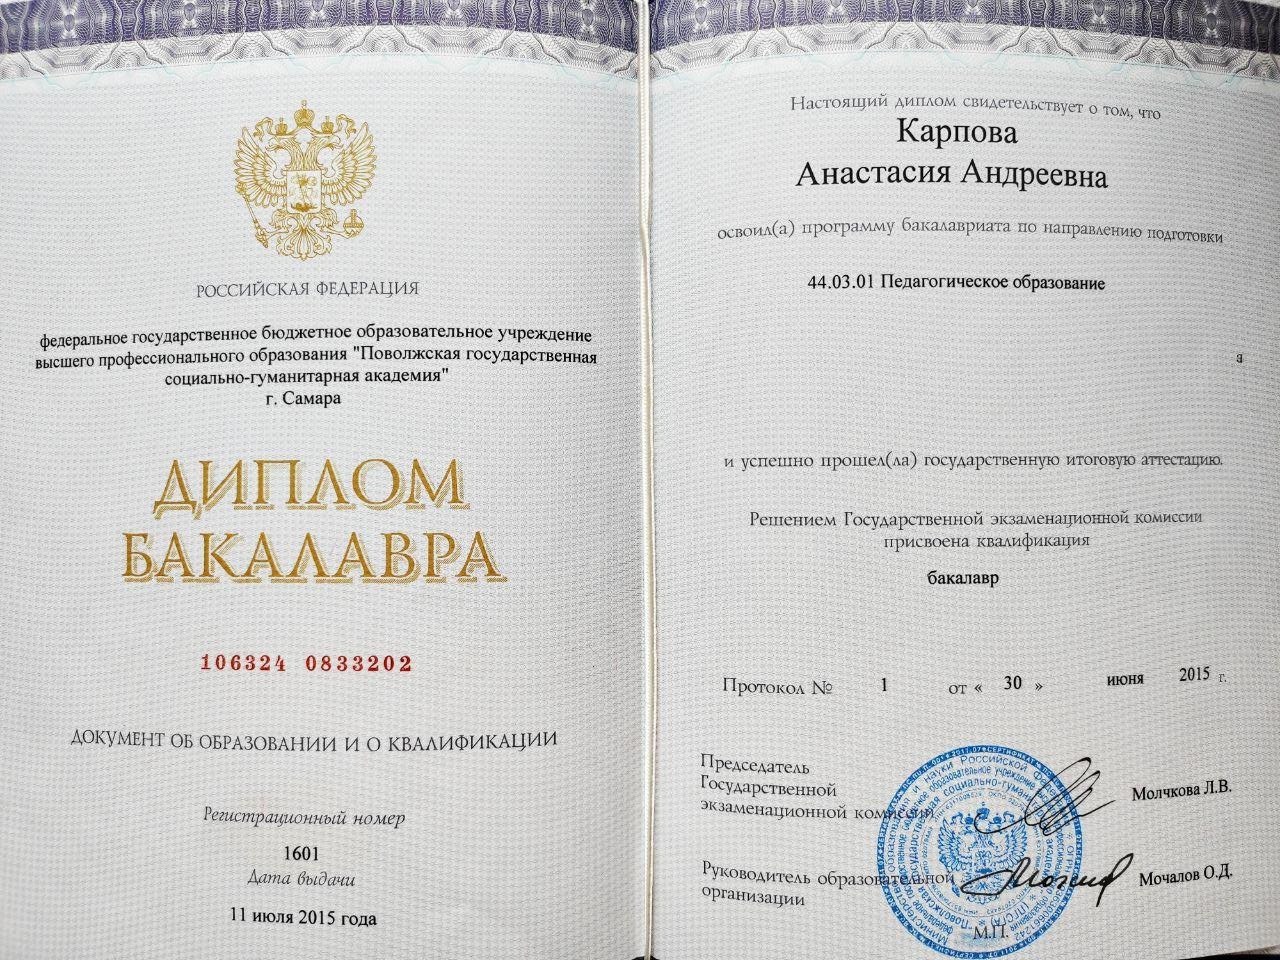 РОССИЙСКАЯ ФЕДЕРАЦИЯ
федеральное государственное бюджетное образовательное учреждение
высшего профессионального образования "Поволжская государственная
социально-гуманитарная академия"
г. Самара
ДИПЛОМ
БАКАЛАВРА
106324 0833202
ДОКУМЕНТ ОБ ОБРАЗОВАНИИ И О КВАЛИФИКАЦИИ
Регистрационный номер
1601
Дата выдачи
11 июля 2015 года
Настоящий диплом свидетельствует о том, что
Карпова
Анастасия Андреевна
освоил(а) программу бакалавриата по направлению подготовки
44.03.01 Педагогическое образование
я
и успешно прошел(ла) государственную итоговую аттестацию.
Решением Государственной экзаменационной комиссии
присвоена квалификация
бакалавр
Протокол № 1 от « 30 » июня 2015 г.
Председатель
Государственной
экзаменационной комиссии
Молчкова Л.В.
Руководитель образовательной
организации
Мочалов О.Д.
М.П.